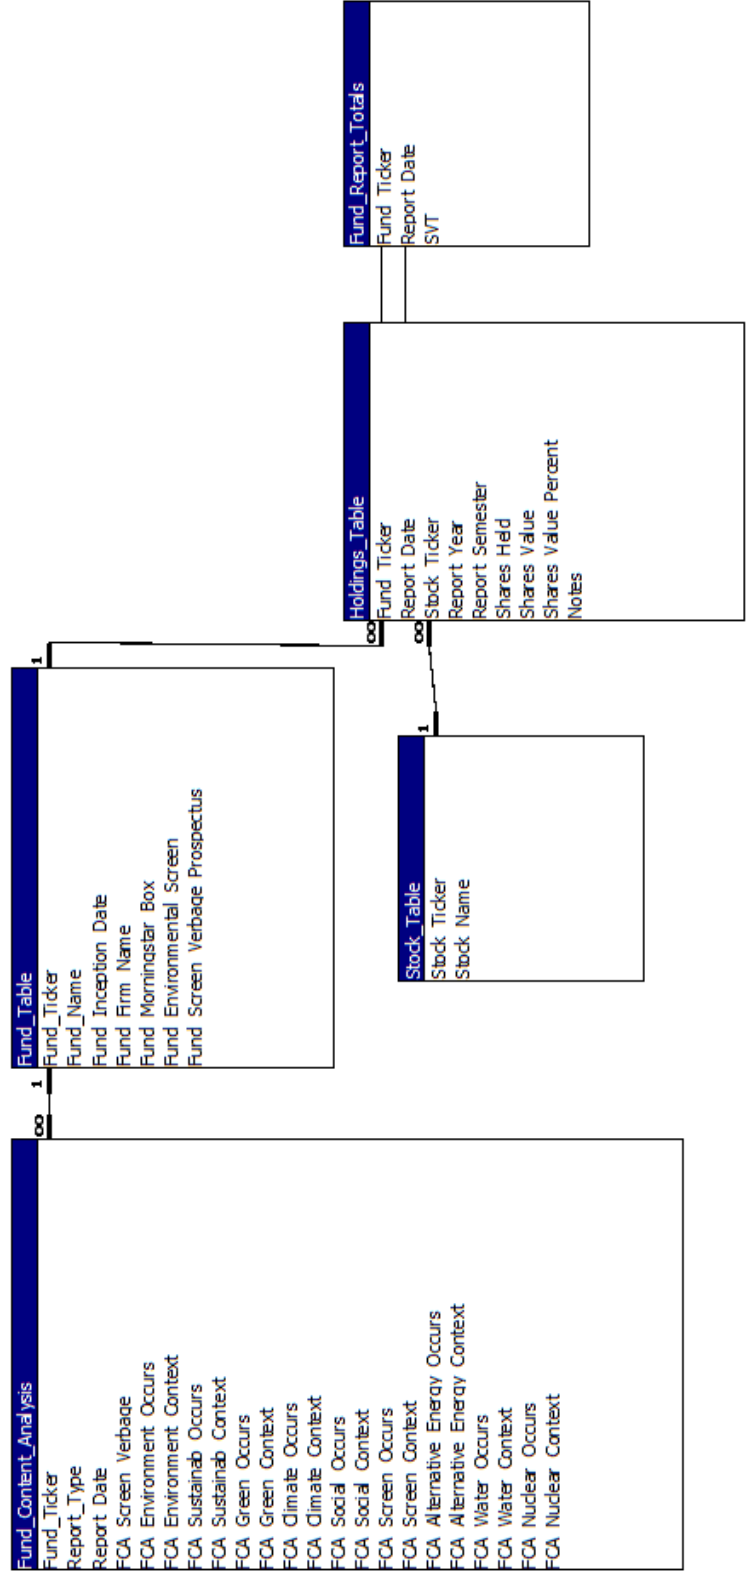 Fund_Content_Analysis
Fund_Ticker
Report_Type
Report Date
FCA Screen Verbage
FCA Environment Occurs
FCA Environment Context
FCA Sustainab Occurs
FCA Sustainab Context
FCA Green Occurs
FCA Green Context
FCA Climate Occurs
FCA Climate Context
FCA Social Occurs
FCA Social Context
FCA Screen Occurs
FCA Screen Context
FCA Alternative Energy Occurs
FCA Alternative Energy Context
FCA Water Occurs
FCA Water Context
FCA Nuclear Occurs
FCA Nuclear Context
∞
1
Fund_Table
Fund_Ticker
Fund_Name
Fund Inception Date
Fund Firm Name
Fund Morningstar Box
Fund Environmental Screen
Fund Screen Verbage Prospectus
1
∞
Stock_Table
Stock Ticker
Stock Name
1
∞
Holdings_Table
Fund Ticker
Report Date
Stock Ticker
Report Year
Report Semester
Shares Held
Shares Value
Shares Value Percent
Notes
Fund_Report_Totals
Fund Ticker
Report Date
SVT